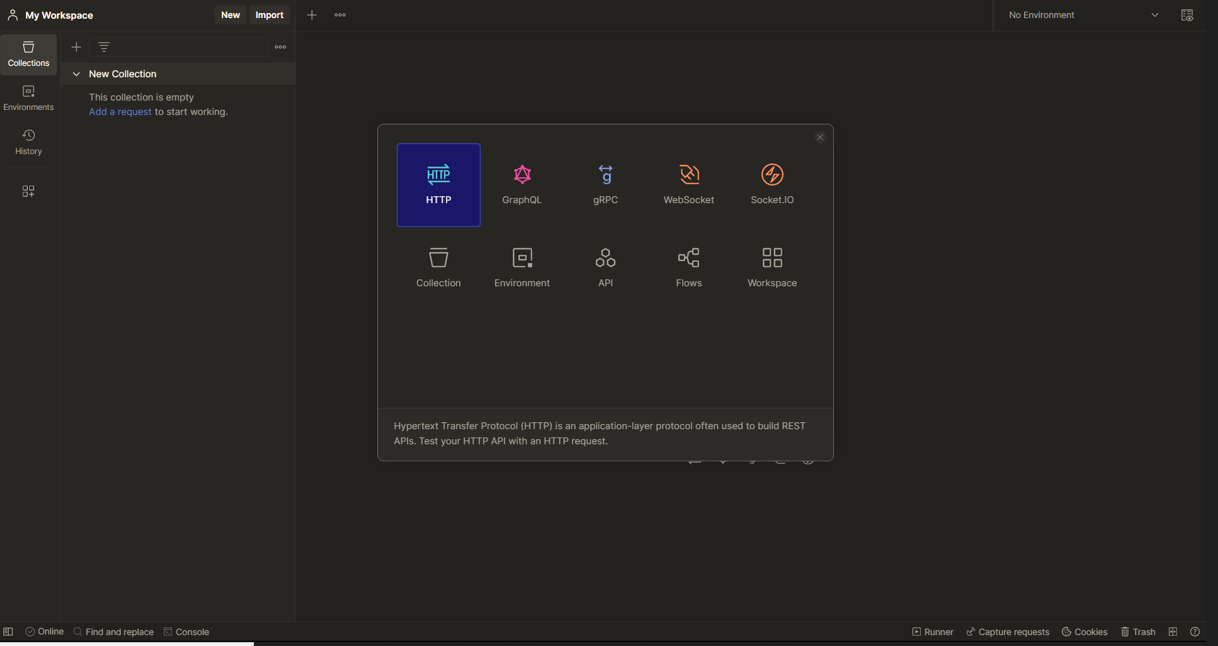 My Workspace
New
Import
No Environment
Collections
Environments
History
New Collection
This collection is empty
Add a request to start working.
HTTP
HTTP
GraphQL
g
gRPC
WebSocket
Socket.IO
Collection
Environment
API
Flows
Workspace
Hypertext Transfer Protocol (HTTP) is an application-layer protocol often used to build REST
APIs. Test your HTTP API with an HTTP request.
Online
Find and replace
Console
Runner
Capture requests
Cookies
Trash